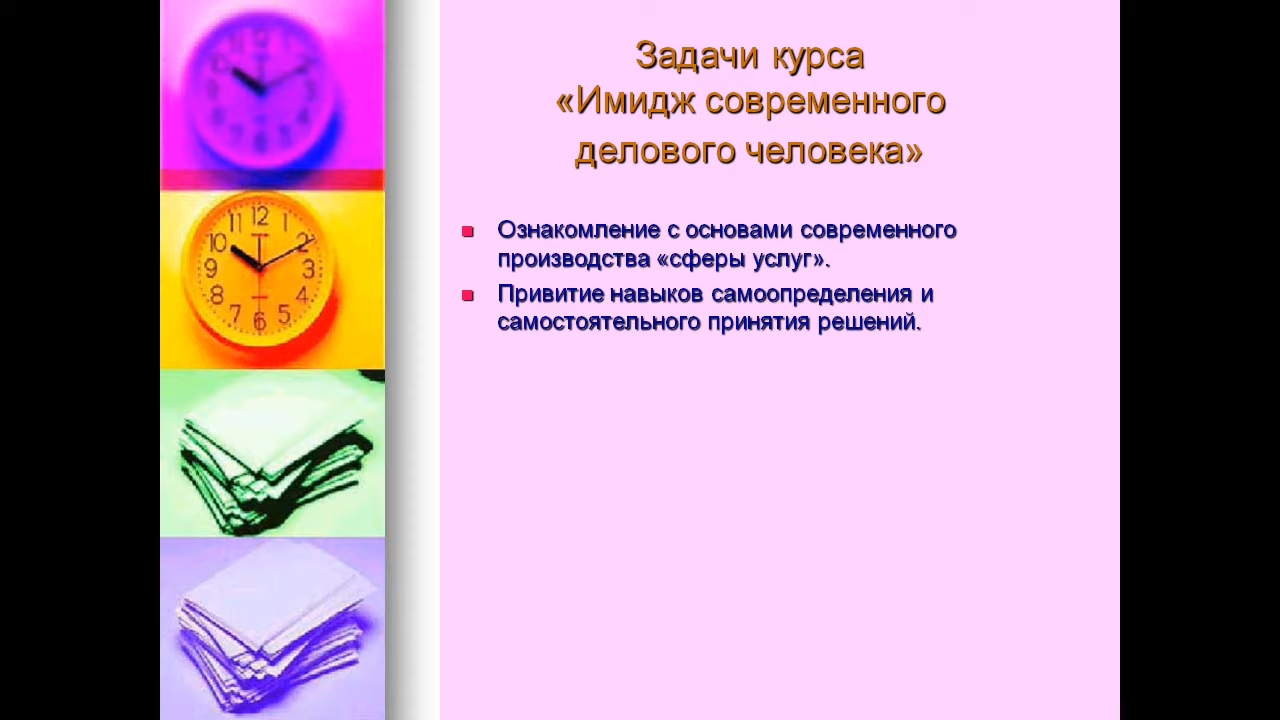 Задачи курса
«Имидж современного
делового человека»
Ознакомление с основами современного
производства «сферы услуг».
Привитие навыков самоопределения и
самостоятельного принятия решений.